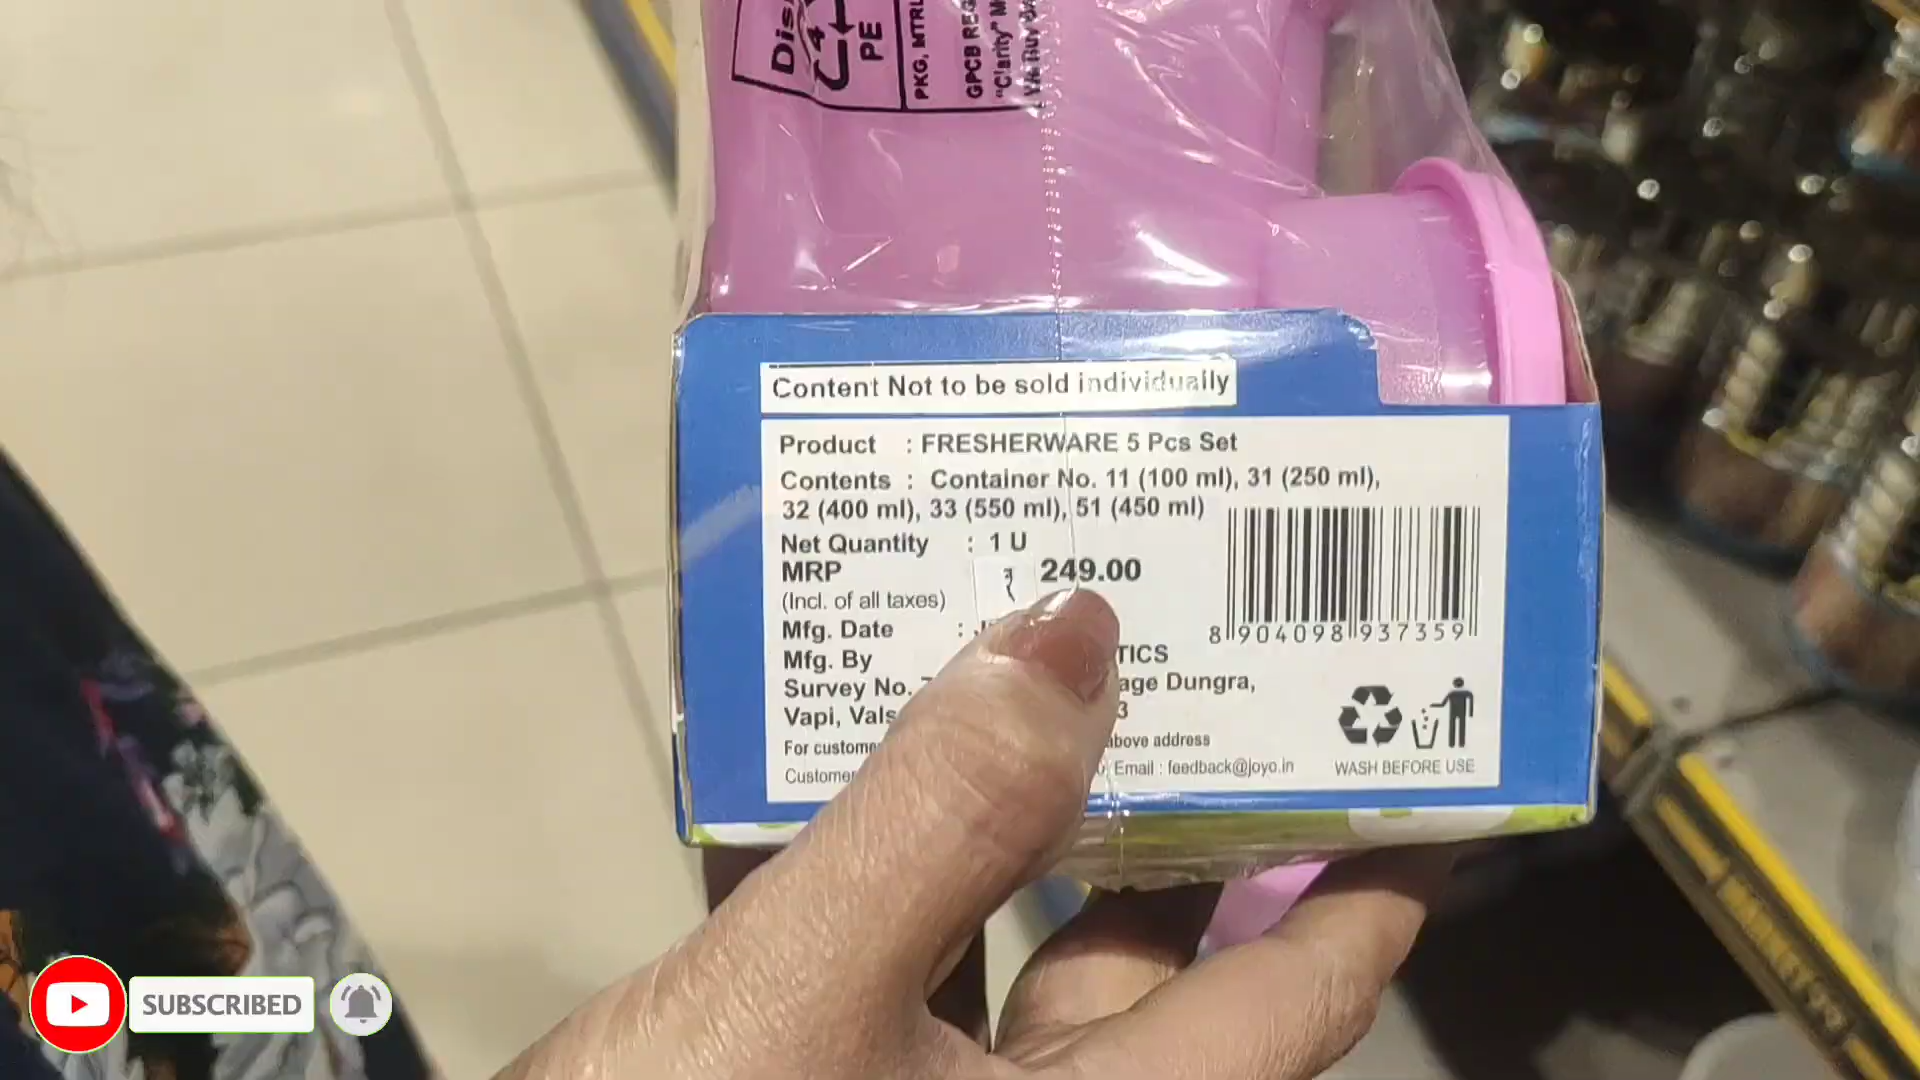 Dis
4
PE
PKG, MTRL
GPCB REG
"Clarity" M
Content Not to be sold individually
Product : FRESHERWARE 5 Pcs Set
Contents : Container No. 11 (100 ml), 31 (250 ml),
32 (400 ml), 33 (550 ml), 51 (450 ml)
Net Quantity : 1 U
MRP ₹ 249.00
(Incl. of all taxes)
Mfg. Date :
Mfg. By TICS
Survey No. age Dungra,
Vapi, Vals 3
For custome above address
Customer Email : feedback@joyo.in
8 904098 937359
WASH BEFORE USE
SUBSCRIBED